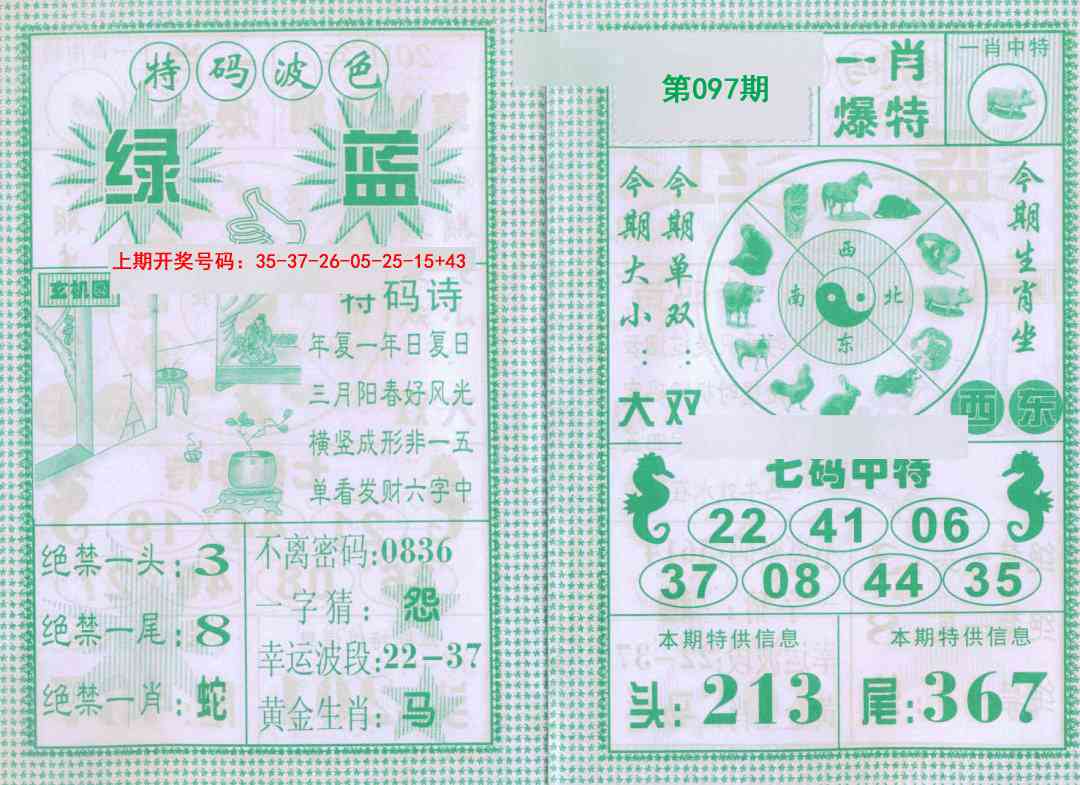 特码波色
绿 蓝
上期开奖号码：35-37-26-05-25-15+43
玄机图
特码诗
年复一年日复日
三月阳春好风光
横竖成形非一五
单看发财六字中
绝禁一头：3
绝禁一尾：8
绝禁一肖：蛇
不离密码:0836
一字猜：怨
幸运波段:22-37
黄金生肖：马
第097期
一肖
爆特
一肖中特
今期大小：大
今期单双：双
西
南
北
东
今期生肖坐
西东
七码中特
22 41 06
37 08 44 35
本期特供信息
头：213
本期特供信息
尾：367